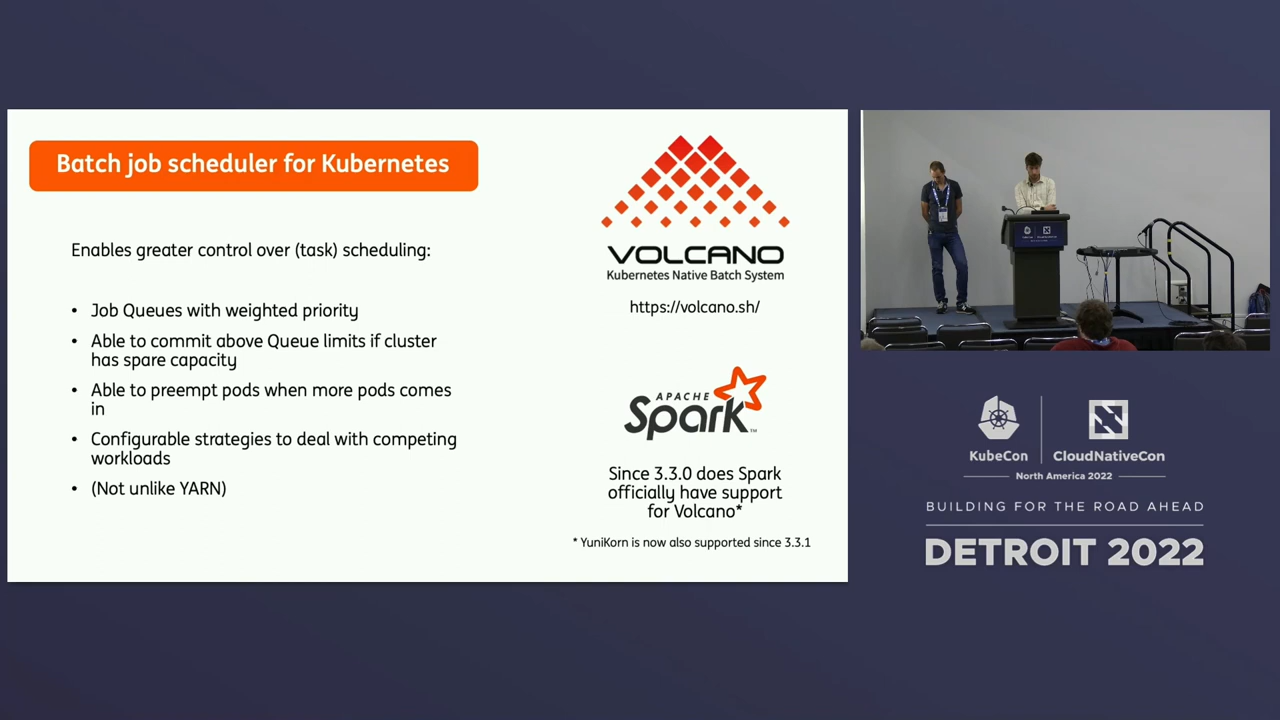 Batch job scheduler for Kubernetes
Enables greater control over (task) scheduling:
• Job Queues with weighted priority
• Able to commit above Queue limits if cluster
has spare capacity
• Able to preempt pods when more pods comes
in
• Configurable strategies to deal with competing
workloads
• (Not unlike YARN)
VOLCANO
Kubernetes Native Batch System
https://volcano.sh/
APACHE
Spark™
Since 3.3.0 does Spark
officially have support
for Volcano*
* YuniKorn is now also supported since 3.3.1
KubeCon
CloudNativeCon
North America 2022
BUILDING FOR THE ROAD AHEAD
DETROIT 2022